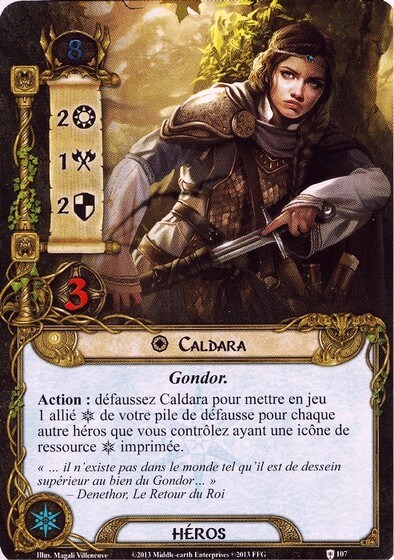 8
2
1
2
3
CALDARA
Gondor.
Action : défaussez Caldara pour mettre en jeu
1 allié de votre pile de défausse pour chaque
autre héros que vous contrôlez ayant une icône de
ressource imprimée.
« … il n'existe pas dans le monde tel qu'il est de dessein
supérieur au bien du Gondor… »
– Denethor, Le Retour du Roi
HÉROS
Illus. Magali Villeneuve ©2013 Middle-earth Enterprises ©2013 FFG 107